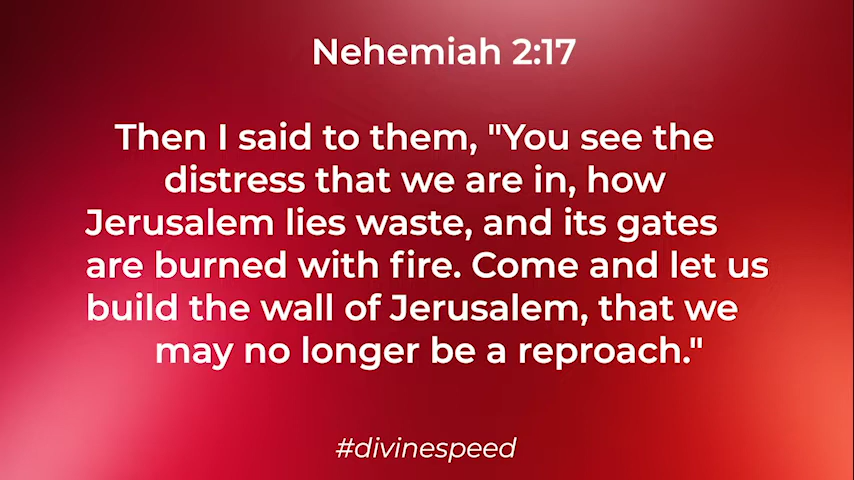 Nehemiah 2:17
Then I said to them, "You see the
distress that we are in, how
Jerusalem lies waste, and its gates
are burned with fire. Come and let us
build the wall of Jerusalem, that we
may no longer be a reproach."
#divinespeed